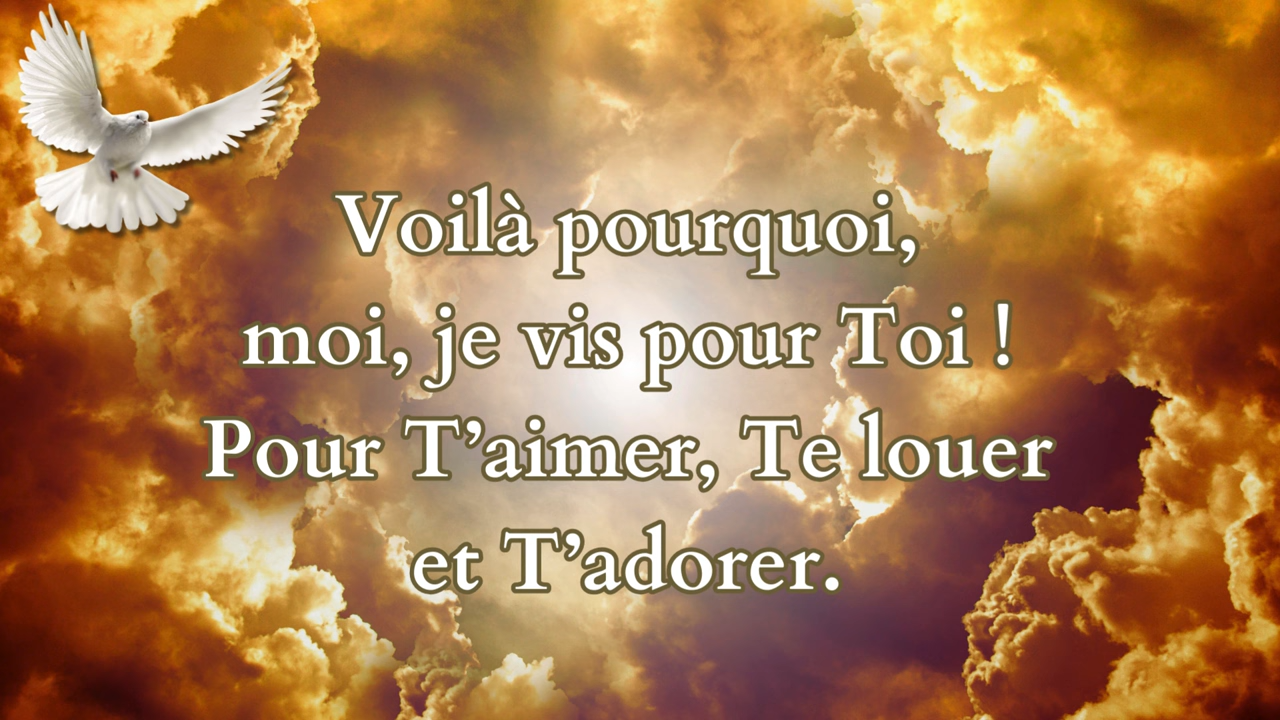 Voilà pourquoi,
moi, je vis pour Toi !
Pour T’aimer, Te louer
et T’adorer.